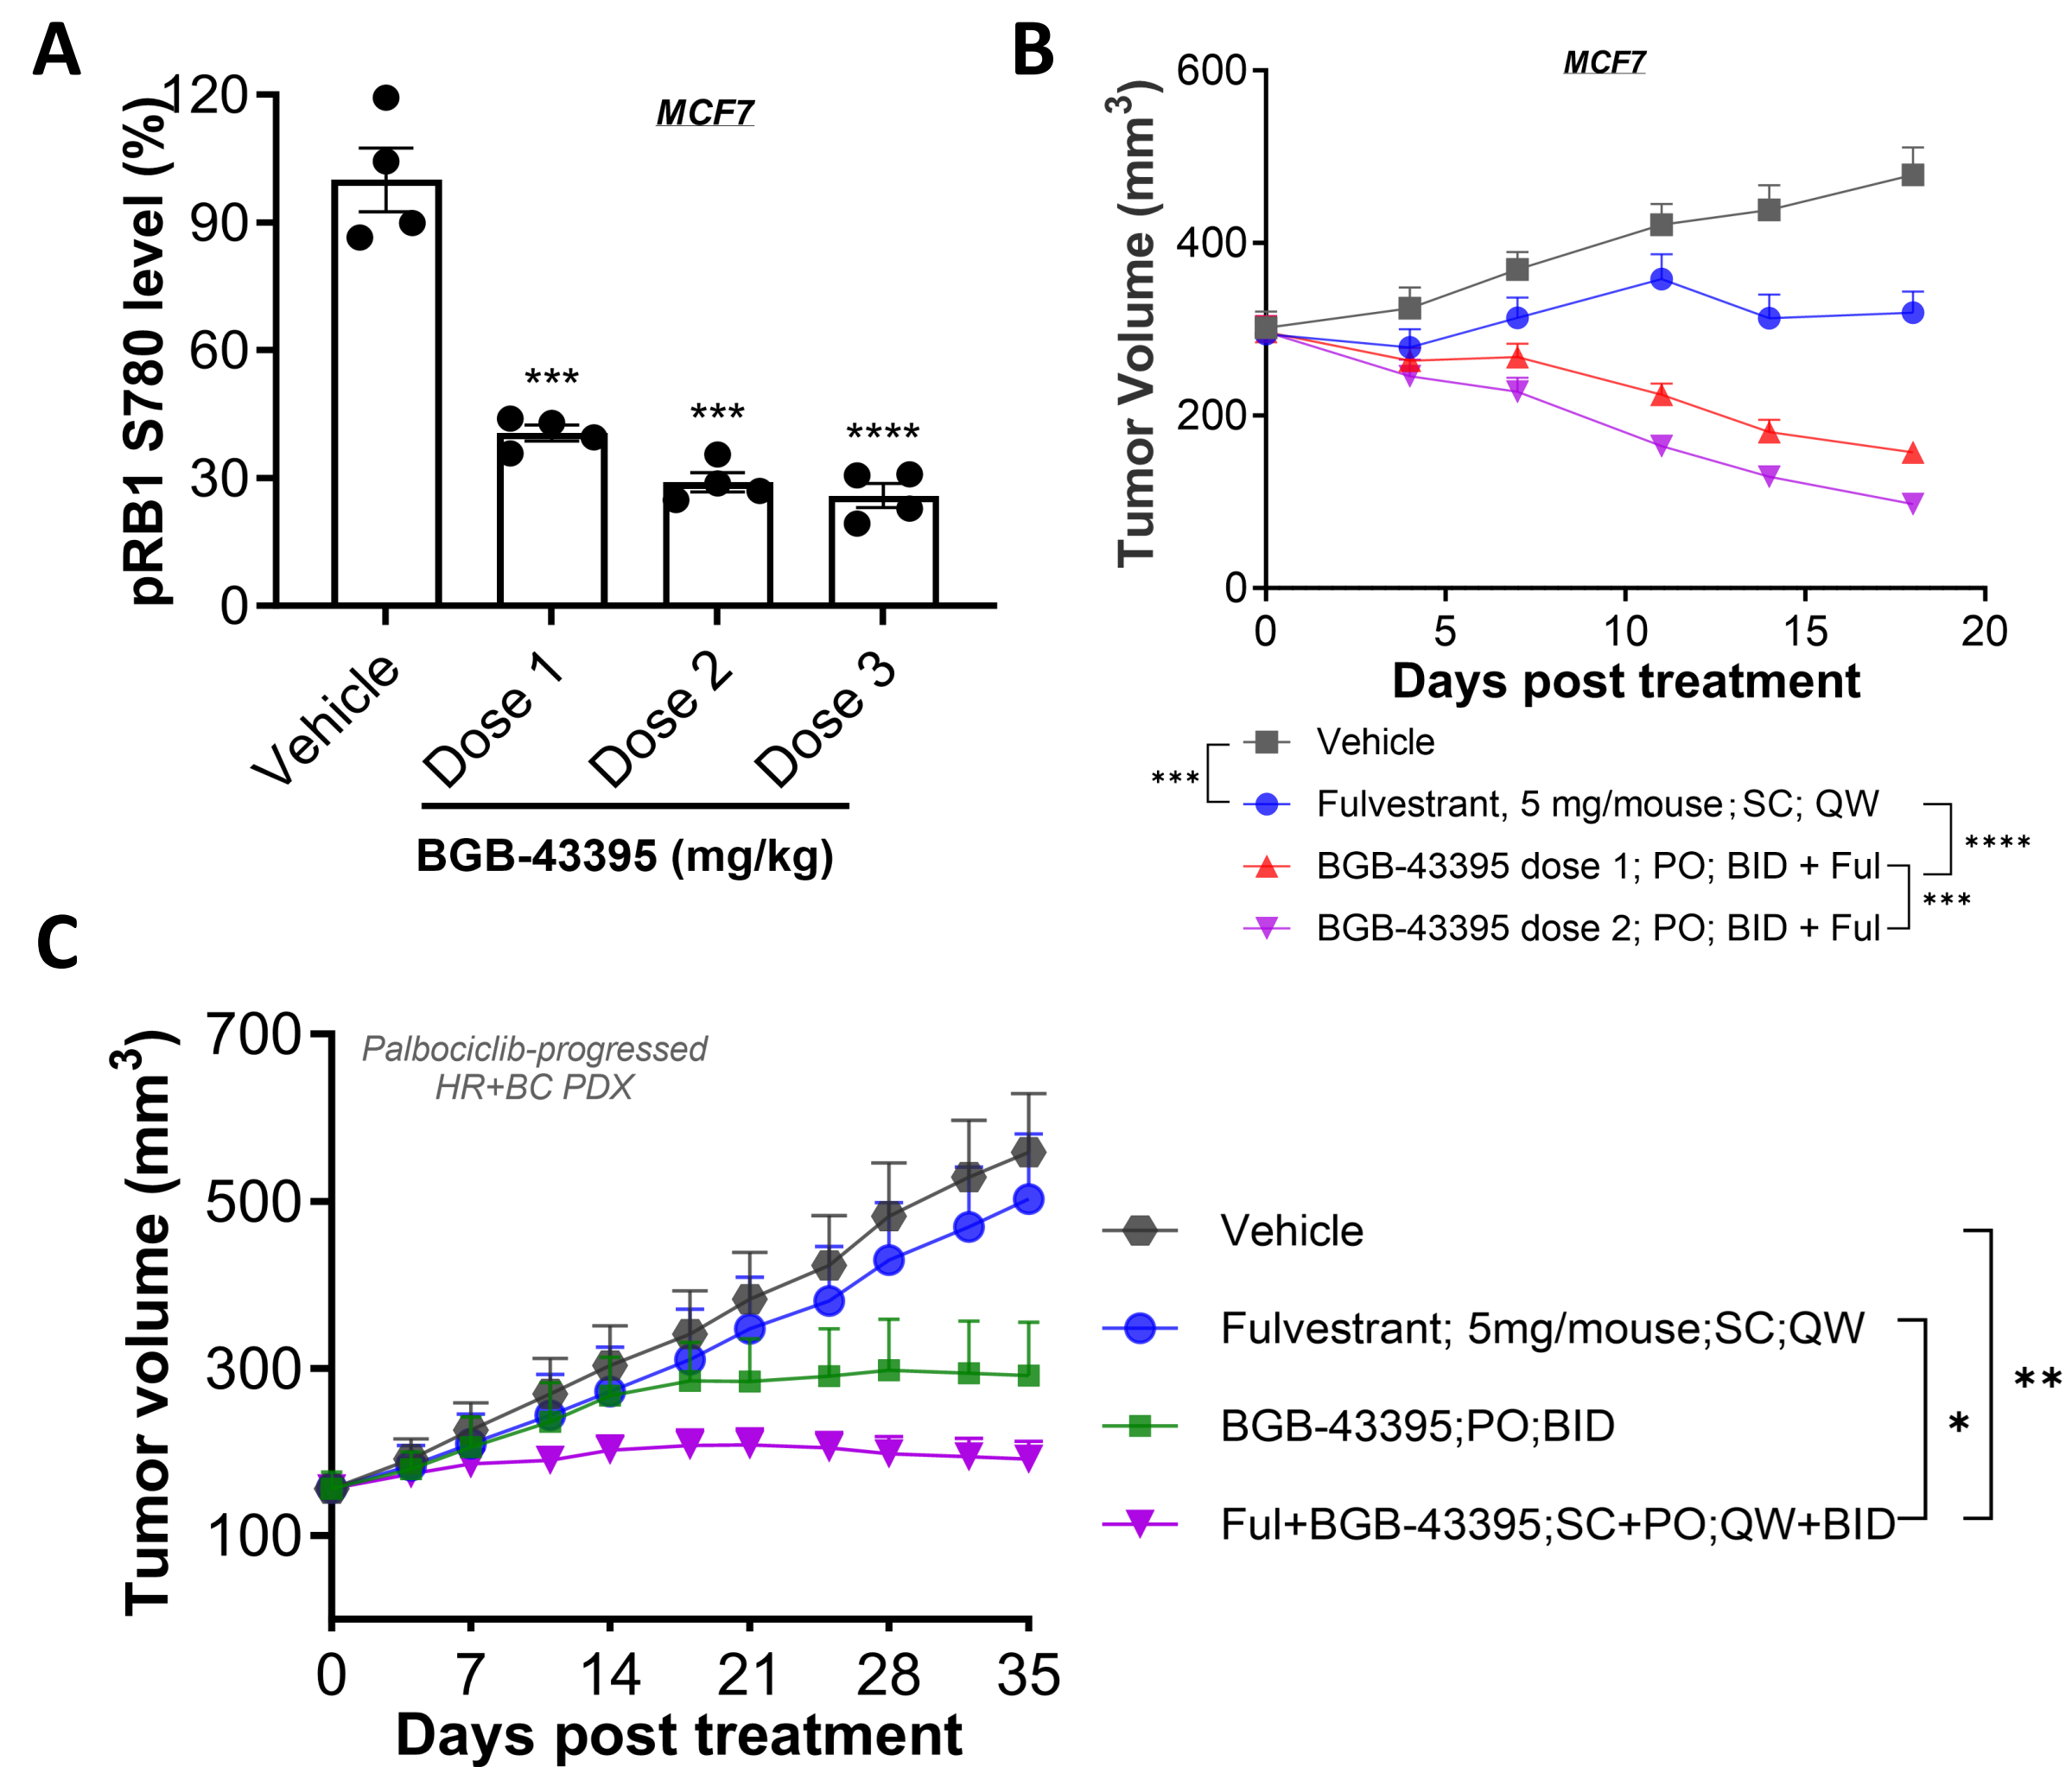 A
pRB1 S780 level (%)
120
90
60
30
0
MCF7
***
***
****
Vehicle
Dose 1
Dose 2
Dose 3
BGB-43395 (mg/kg)
B
Tumor Volume (mm³)
600
400
200
0
MCF7
0 5 10 15 20
Days post treatment
Vehicle
***
Fulvestrant, 5 mg/mouse; SC; QW
****
BGB-43395 dose 1; PO; BID + Ful
***
BGB-43395 dose 2; PO; BID + Ful
C
Tumor volume (mm³)
700
500
300
100
Palbociclib-progressed
HR+BC PDX
0 7 14 21 28 35
Days post treatment
Vehicle
Fulvestrant; 5mg/mouse;SC;QW
**
*
BGB-43395;PO;BID
Ful+BGB-43395;SC+PO;QW+BID